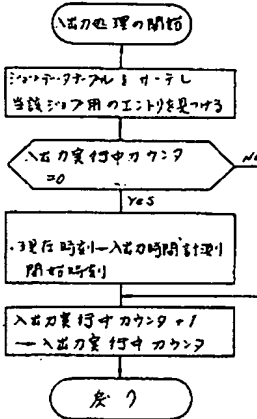 入出力処理の開始
ジョブデータテーブルをサーチし
当該ジョブ用のエントリを見つける
入出力実行中カウンタ
=0
No
Yes
現在時刻→入出力時間計測
開始時刻
入出力実行中カウンタ+1
→入出力実行中カウンタ
戻り